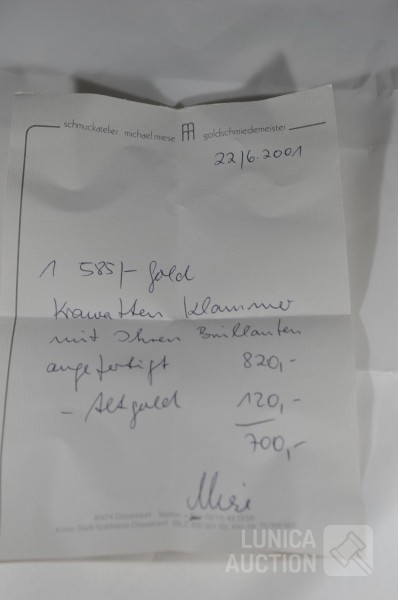 schmuckatelier michael miese goldschmiedemeister
22/6.2001
1 585/- Gold
Krawatten Klammer
mit Ihren Brillanten
angefertigt 820,-
- Altgold 120,-
700,-
Miese
LUNICA
AUCTION